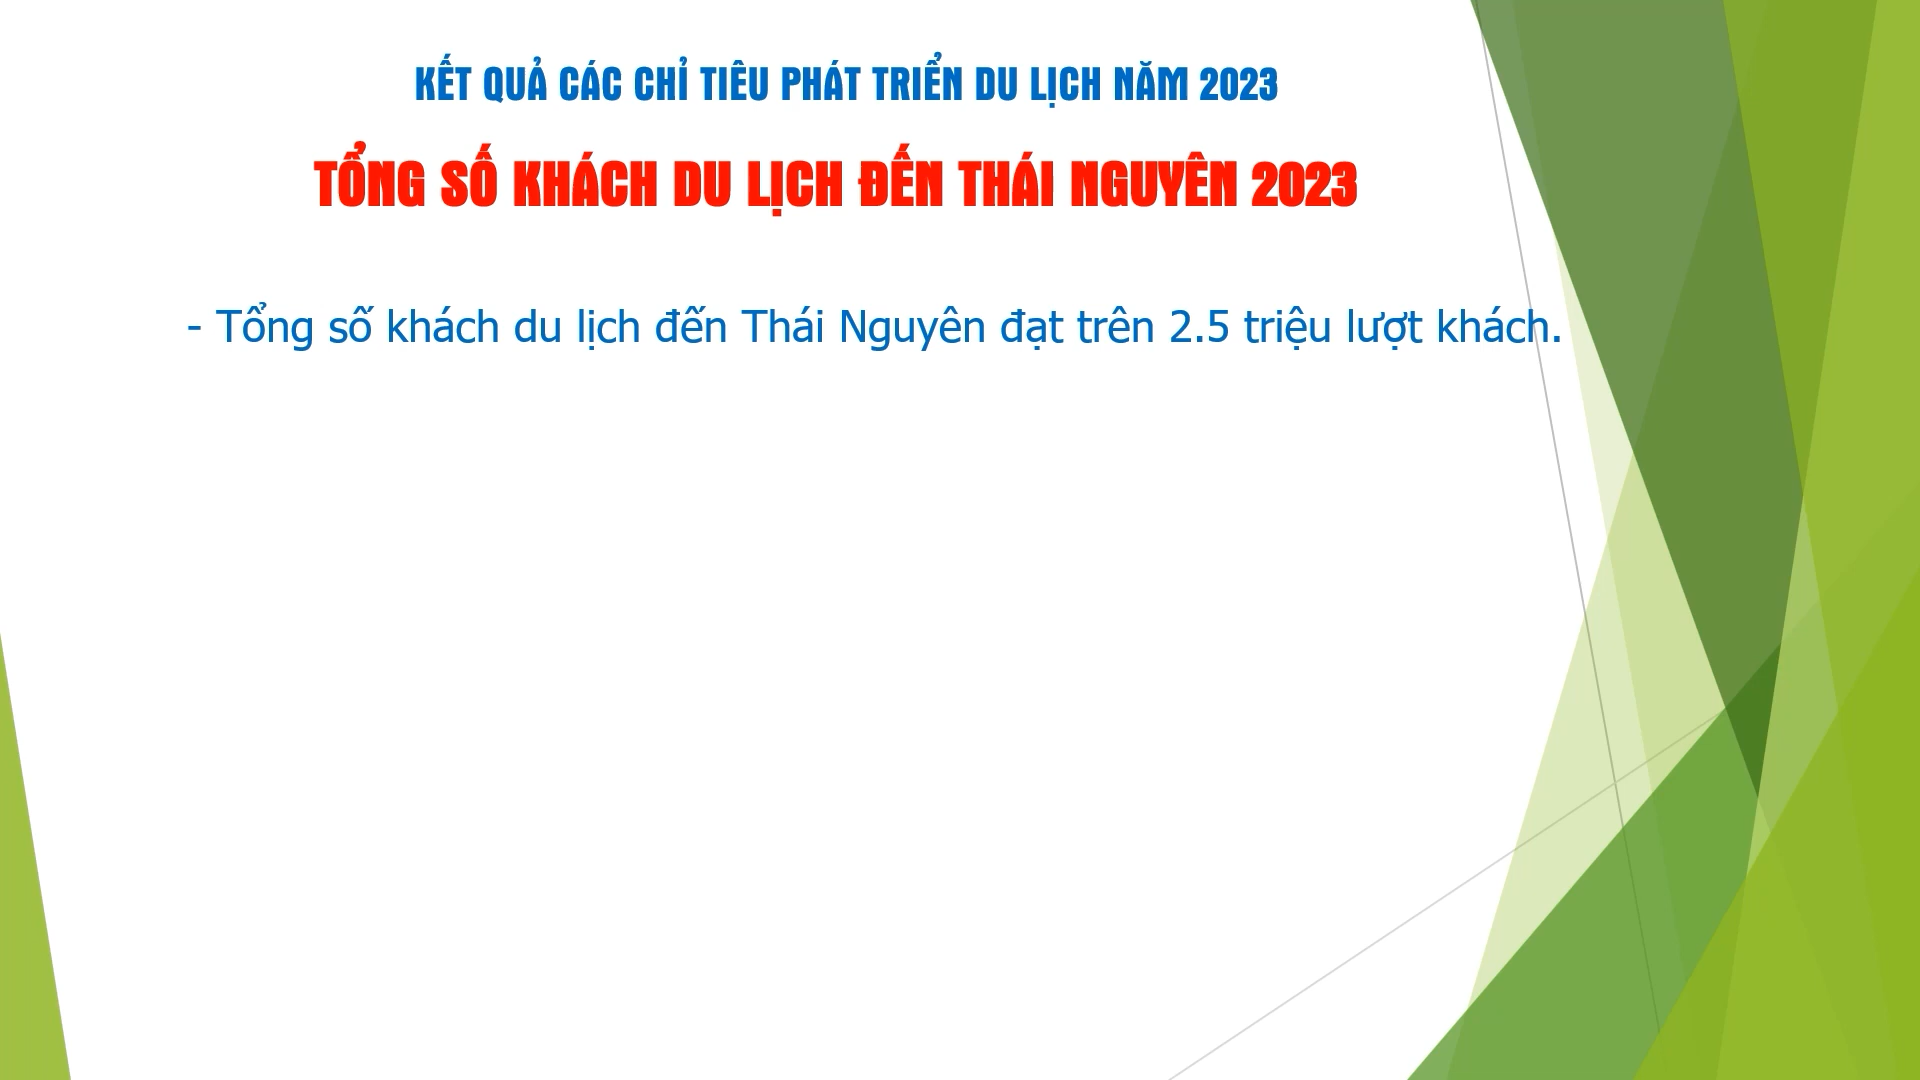 KẾT QUẢ CÁC CHỈ TIÊU PHÁT TRIỂN DU LỊCH NĂM 2023
TỔNG SỐ KHÁCH DU LỊCH ĐẾN THÁI NGUYÊN 2023
- Tổng số khách du lịch đến Thái Nguyên đạt trên 2.5 triệu lượt khách.